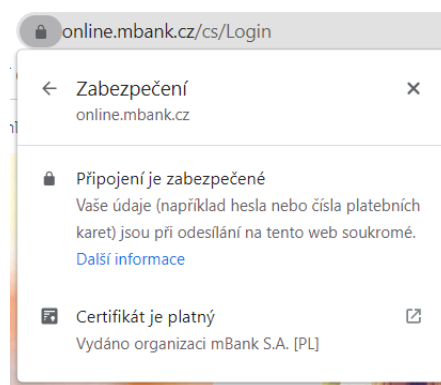 online.mbank.cz/cs/Login
Zabezpečení
online.mbank.cz
Připojení je zabezpečené
Vaše údaje (například hesla nebo čísla platebních
karet) jsou při odesílání na tento web soukromé.
Další informace
Certifikát je platný
Vydáno organizaci mBank S.A. [PL]